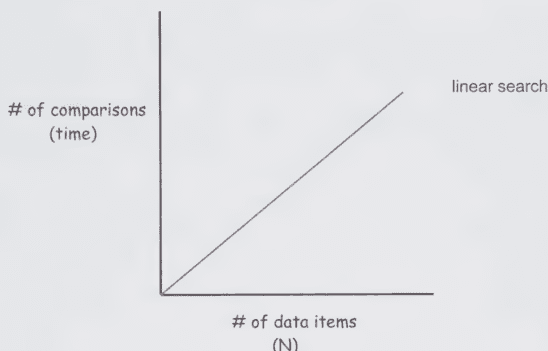 # of comparisons
(time)
linear search
# of data items
(N)